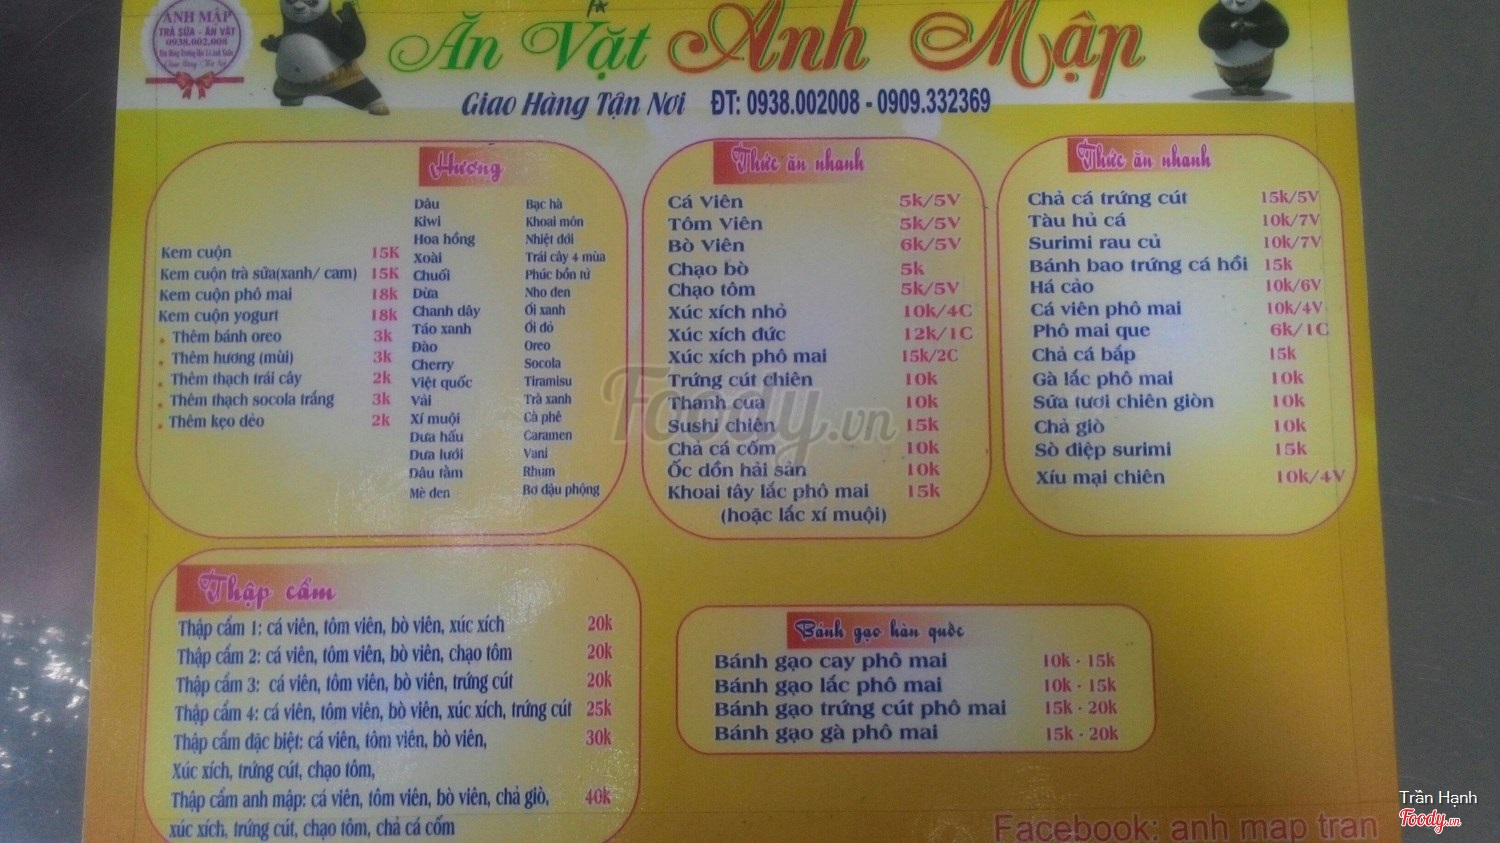 ANH MẬP
TRÀ SỮA - ĂN VẶT
0938.002.008
Ăn Vặt Anh Mập
Giao Hàng Tận Nơi ĐT: 0938.002008 - 0909.332369
Hương
Kem cuộn 15K
Kem cuộn trà sữa(xanh/ cam) 15K
Kem cuộn phô mai 18k
Kem cuộn yogurt 18k
Thêm bánh oreo 3k
Thêm hương (mùi) 3k
Thêm thạch trái cây 2k
Thêm thạch socola trắng 3k
Thêm kẹo dẻo 2k
Dâu
Kiwi
Hoa hồng
Xoài
Chuối
Dừa
Chanh dây
Táo xanh
Đào
Cherry
Việt quốc
Vải
Xí muội
Dưa hấu
Dưa lưới
Dâu tằm
Mè đen
Bạc hà
Khoai môn
Nhiệt đới
Trái cây 4 mùa
Phúc bồn tử
Nho đen
Ổi xanh
Ổi đỏ
Oreo
Socola
Tiramisu
Trà xanh
Cà phê
Caramen
Vani
Rhum
Bơ đậu phộng
Thức ăn nhanh
Cá Viên 5k/5V
Tôm Viên 5k/5V
Bò Viên 6k/5V
Chạo bò 5k
Chạo tôm 5k/5V
Xúc xích nhỏ 10k/4C
Xúc xích đức 12k/1C
Xúc xích phô mai 15k/2C
Trứng cút chiên 10k
Thanh cua 10k
Sushi chiên 15k
Chả cá cốm 10k
Ốc dồn hải sản 10k
Khoai tây lắc phô mai 15k
(hoặc lắc xí muội)
Thức ăn nhanh
Chả cá trứng cút 15k/5V
Tàu hủ cá 10k/7V
Surimi rau củ 10k/7V
Bánh bao trứng cá hồi 15k
Há cảo 10k/6V
Cá viên phô mai 10k/4V
Phô mai que 6k/1C
Chả cá bắp 15k
Gà lắc phô mai 10k
Sữa tươi chiên giòn 10k
Chả giò 10k
Sò điệp surimi 15k
Xíu mại chiên 10k/4V
Thập cẩm
Thập cẩm 1: cá viên, tôm viên, bò viên, xúc xích 20k
Thập cẩm 2: cá viên, tôm viên, bò viên, chạo tôm 20k
Thập cẩm 3: cá viên, tôm viên, bò viên, trứng cút 20k
Thập cẩm 4: cá viên, tôm viên, bò viên, xúc xích, trứng cút 25k
Thập cẩm đặc biệt: cá viên, tôm viên, bò viên, 30k
Xúc xích, trứng cút, chạo tôm,
Thập cẩm anh mập: cá viên, tôm viên, bò viên, chả giò, 40k
xúc xích, trứng cút, chạo tôm, chả cá cốm
Bánh gạo hàn quốc
Bánh gạo cay phô mai 10k - 15k
Bánh gạo lắc phô mai 10k - 15k
Bánh gạo trứng cút phô mai 15k - 20k
Bánh gạo gà phô mai 15k - 20k
Facebook: anh map tran
Foody.vn
Trần Hạnh
Foody.vn